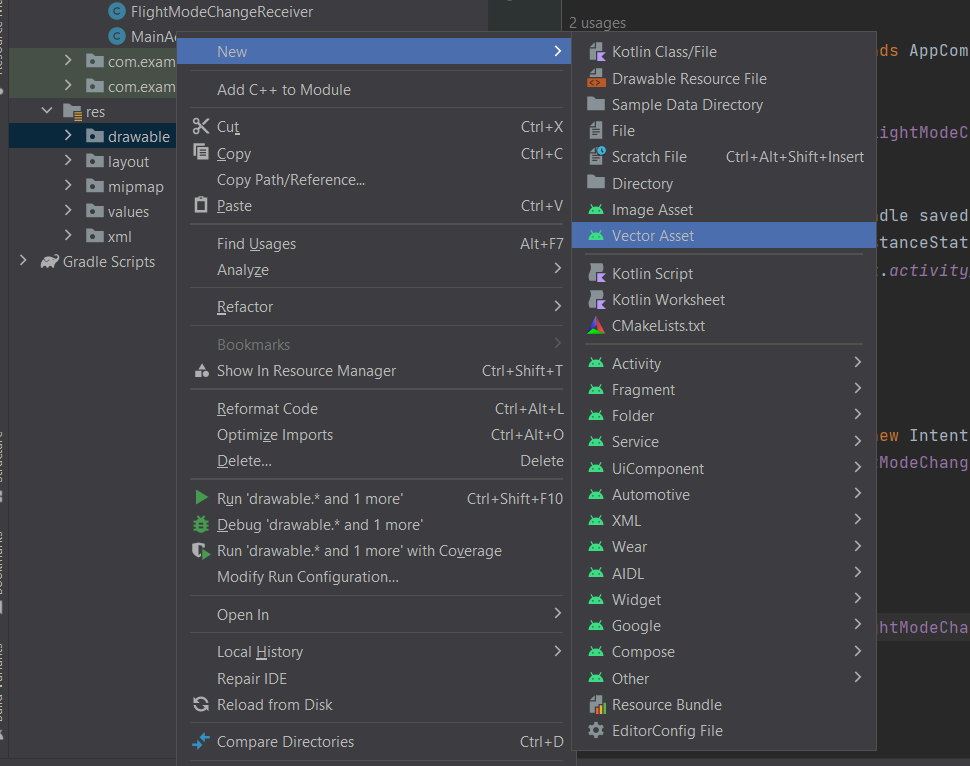 FlightModeChangeReceiver
MainAc
com.exam
com.exam
res
drawable
layout
mipmap
values
xml
Gradle Scripts
New
Add C++ to Module
Cut Ctrl+X
Copy Ctrl+C
Copy Path/Reference...
Paste Ctrl+V
Find Usages Alt+F7
Analyze
Refactor
Bookmarks
Show In Resource Manager Ctrl+Shift+T
Reformat Code Ctrl+Alt+L
Optimize Imports Ctrl+Alt+O
Delete... Delete
Run 'drawable.* and 1 more' Ctrl+Shift+F10
Debug 'drawable.* and 1 more'
Run 'drawable.* and 1 more' with Coverage
Modify Run Configuration...
Open In
Local History
Repair IDE
Reload from Disk
Compare Directories Ctrl+D
Kotlin Class/File
Drawable Resource File
Sample Data Directory
File
Scratch File Ctrl+Alt+Shift+Insert
Directory
Image Asset
Vector Asset
Kotlin Script
Kotlin Worksheet
CMakeLists.txt
Activity
Fragment
Folder
Service
UiComponent
Automotive
XML
Wear
AIDL
Widget
Google
Compose
Other
Resource Bundle
EditorConfig File
2 usages
ds AppCom
lightModeC
dle saved
tanceStat
.activity
new Intent
ModeChang
htModeCha